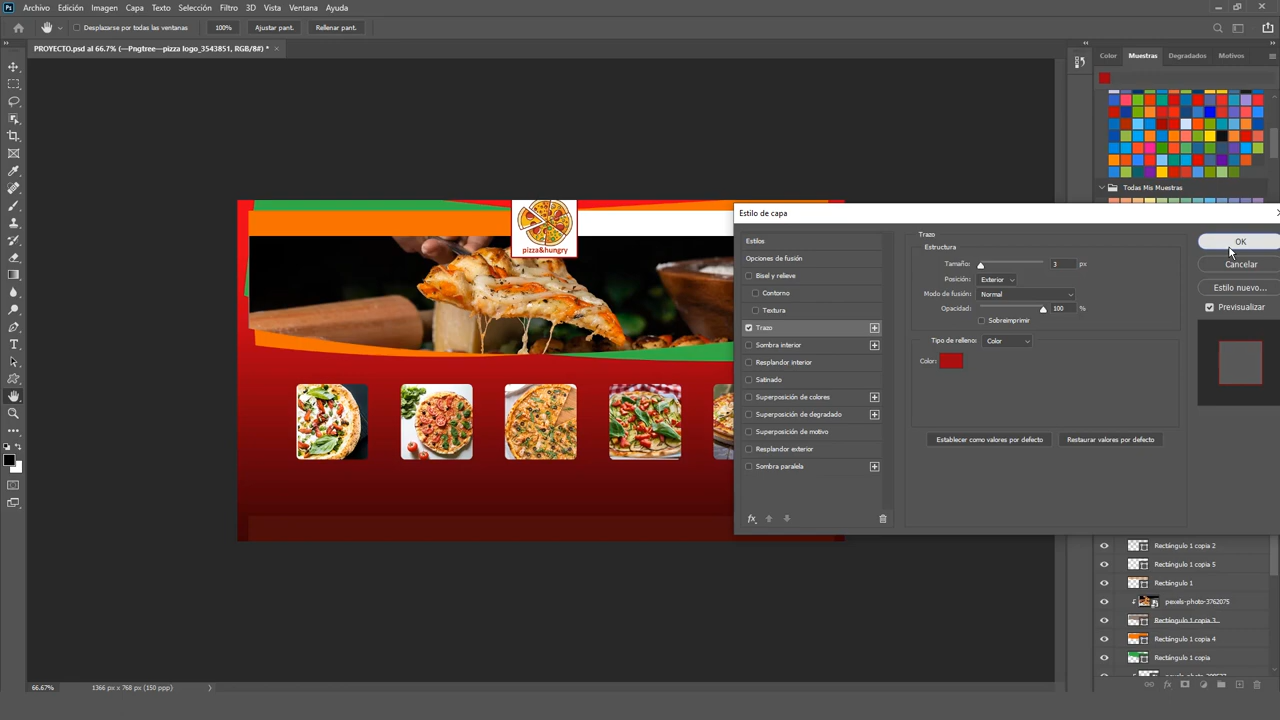 Ps Archivo Edición Imagen Capa Texto Selección Filtro 3D Vista Ventana Ayuda
Desplazarse por todas las ventanas 100% Ajustar pant. Rellenar pant.
PROYECTO.psd al 66.7% (—Pngtree—pizza logo_3543851, RGB/8#) *
Color Muestras Degradados Motivos
Todas Mis Muestras
pizza&hungry
Estilo de capa
Estilos
Opciones de fusión
Bisel y relieve
Contorno
Textura
Trazo
Sombra interior
Resplandor interior
Satinado
Superposición de colores
Superposición de degradado
Superposición de motivo
Resplandor exterior
Sombra paralela
fx
Trazo
Estructura
Tamaño: 3 px
Posición: Exterior
Modo de fusión: Normal
Opacidad: 100 %
Sobreimprimir
Tipo de relleno: Color
Color:
Establecer como valores por defecto Restaurar valores por defecto
OK
Cancelar
Estilo nuevo...
Previsualizar
Rectángulo 1 copia 2
Rectángulo 1 copia 5
Rectángulo 1
pexels-photo-3762075
Rectángulo 1 copia 3
Rectángulo 1 copia 4
Rectángulo 1 copia
fx
66.67% 1366 px x 768 px (150 ppp)